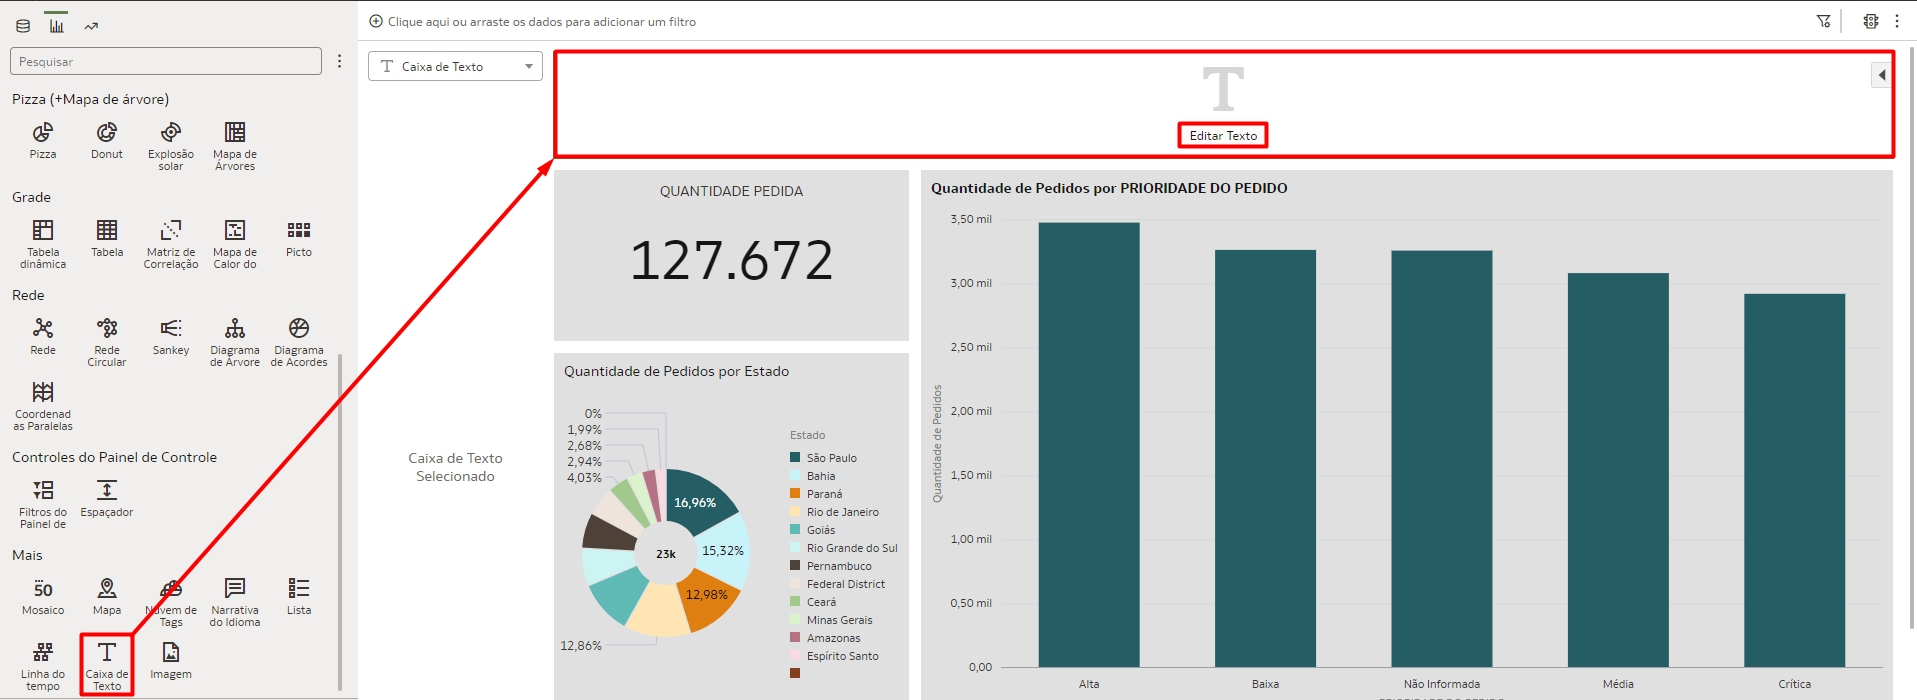 Clique aqui ou arraste os dados para adicionar um filtro
Pesquisar
Pizza (+Mapa de árvore)
Pizza
Donut
Explosão
solar
Mapa de
Árvores
Grade
Tabela
dinâmica
Tabela
Matriz de
Correlação
Mapa de
Calor do
Picto
Rede
Rede
Rede
Circular
Sankey
Diagrama
de Árvore
Diagrama
de Acordes
Coordenad
as Paralelas
Controles do Painel de Controle
Filtros do
Painel de
Espaçador
Mais
50
Mosaico
Mapa
Nuvem de
Tags
Narrativa
do Idioma
Lista
Linha do
tempo
T
Caixa de
Texto
Imagem
T Caixa de Texto
Caixa de Texto
Selecionado
T
Editar Texto
QUANTIDADE PEDIDA
127.672
Quantidade de Pedidos por Estado
0%
1,99%
2,68%
2,94%
4,03%
16,96%
15,32%
12,98%
12,86%
23k
Estado
São Paulo
Bahia
Paraná
Rio de Janeiro
Goiás
Rio Grande do Sul
Pernambuco
Federal District
Ceará
Minas Gerais
Amazonas
Espírito Santo
Quantidade de Pedidos por PRIORIDADE DO PEDIDO
Quantidade de Pedidos
3,50 mil
3,00 mil
2,50 mil
2,00 mil
1,50 mil
1,00 mil
0,50 mil
0,00
Alta
Baixa
Não Informada
Média
Crítica
PRIORIDADE DO PEDIDO